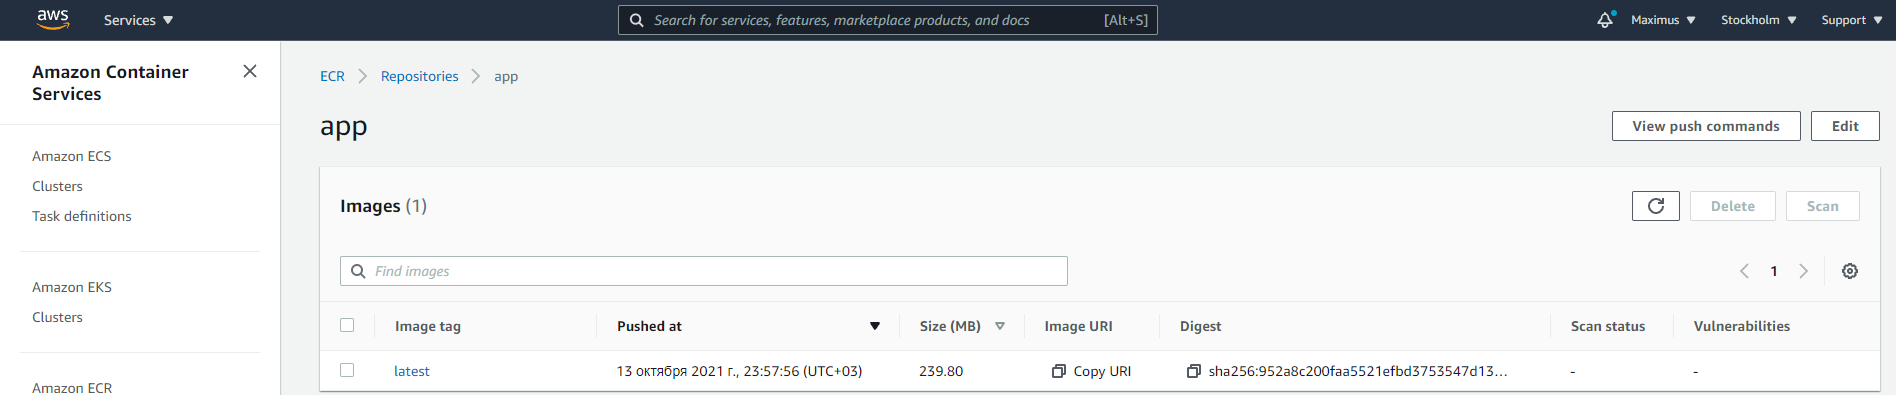 aws Services Search for services, features, marketplace products, and docs [Alt+S] Maximus Stockholm Support
Amazon Container
Services
Amazon ECS
Clusters
Task definitions
Amazon EKS
Clusters
Amazon ECR
ECR Repositories app
app View push commands Edit
Images (1) Delete Scan
Find images 1
Image tag Pushed at Size (MB) Image URI Digest Scan status Vulnerabilities
latest 13 октября 2021 г., 23:57:56 (UTC+03) 239.80 Copy URI sha256:952a8c200faa5521efbd3753547d13... - -